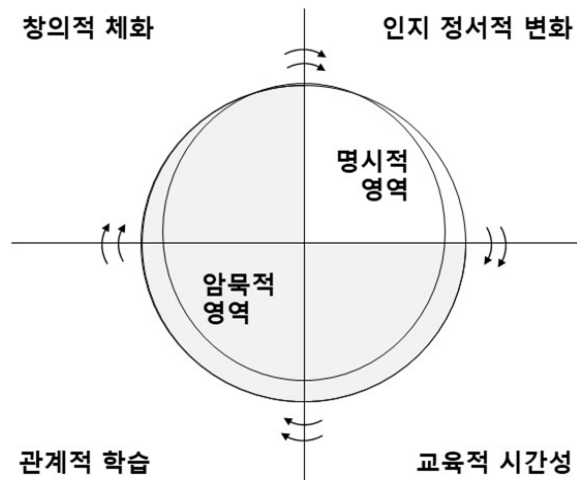 창의적 체화
인지 정서적 변화
명시적
영역
암묵적
영역
관계적 학습
교육적 시간성